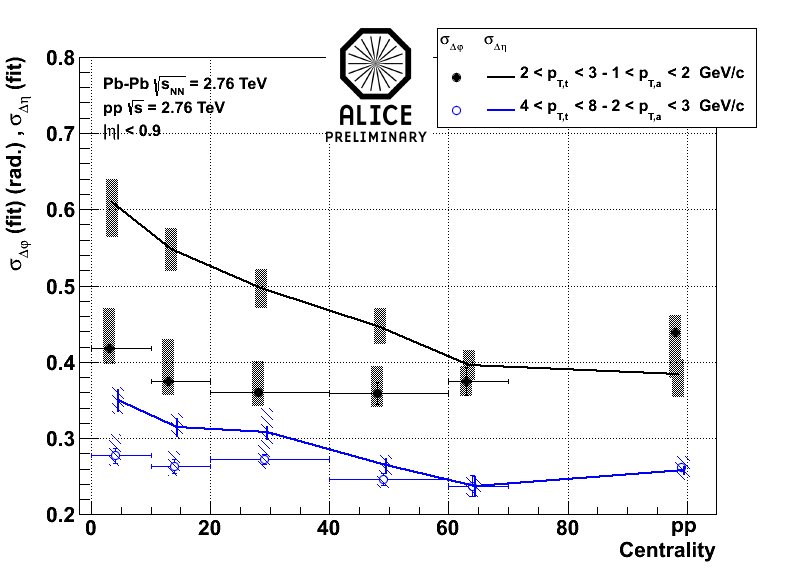 σ_Δφ σ_Δη
2 < p_T,t < 3 - 1 < p_T,a < 2 GeV/c
4 < p_T,t < 8 - 2 < p_T,a < 3 GeV/c
Pb-Pb √s_NN = 2.76 TeV
pp √s = 2.76 TeV
|η| < 0.9
ALICE
PRELIMINARY
σ_Δφ (fit) (rad.) , σ_Δη (fit)
0.8
0.7
0.6
0.5
0.4
0.3
0.2
0 20 40 60 80 pp
Centrality